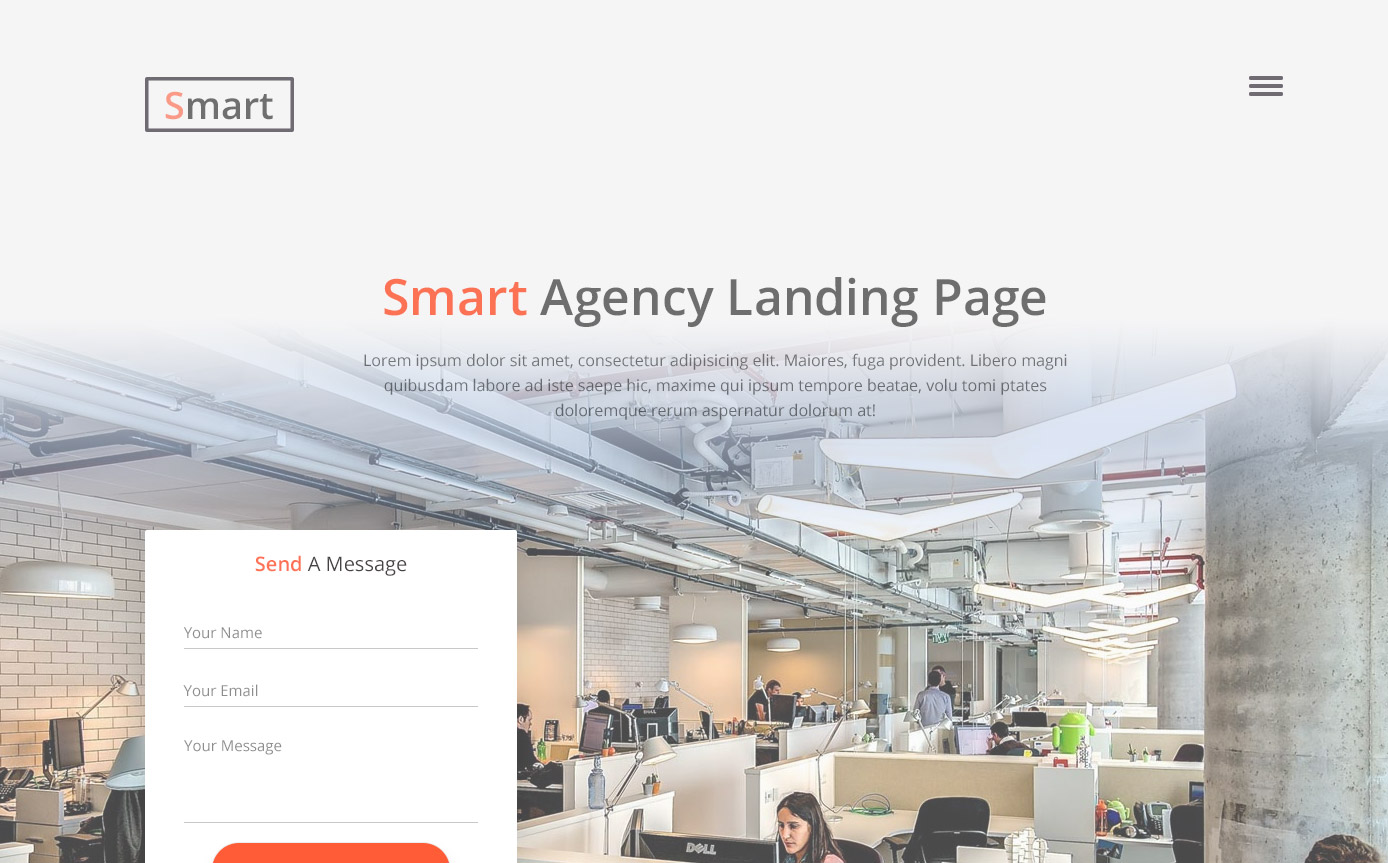 Smart
Smart Agency Landing Page
Lorem ipsum dolor sit amet, consectetur adipisicing elit. Maiores, fuga provident. Libero magni
quibusdam labore ad iste saepe hic, maxime qui ipsum tempore beatae, volu tomi ptates
doloremque rerum aspernatur dolorum at!
Send A Message
Your Name
Your Email
Your Message
DELL
DELL